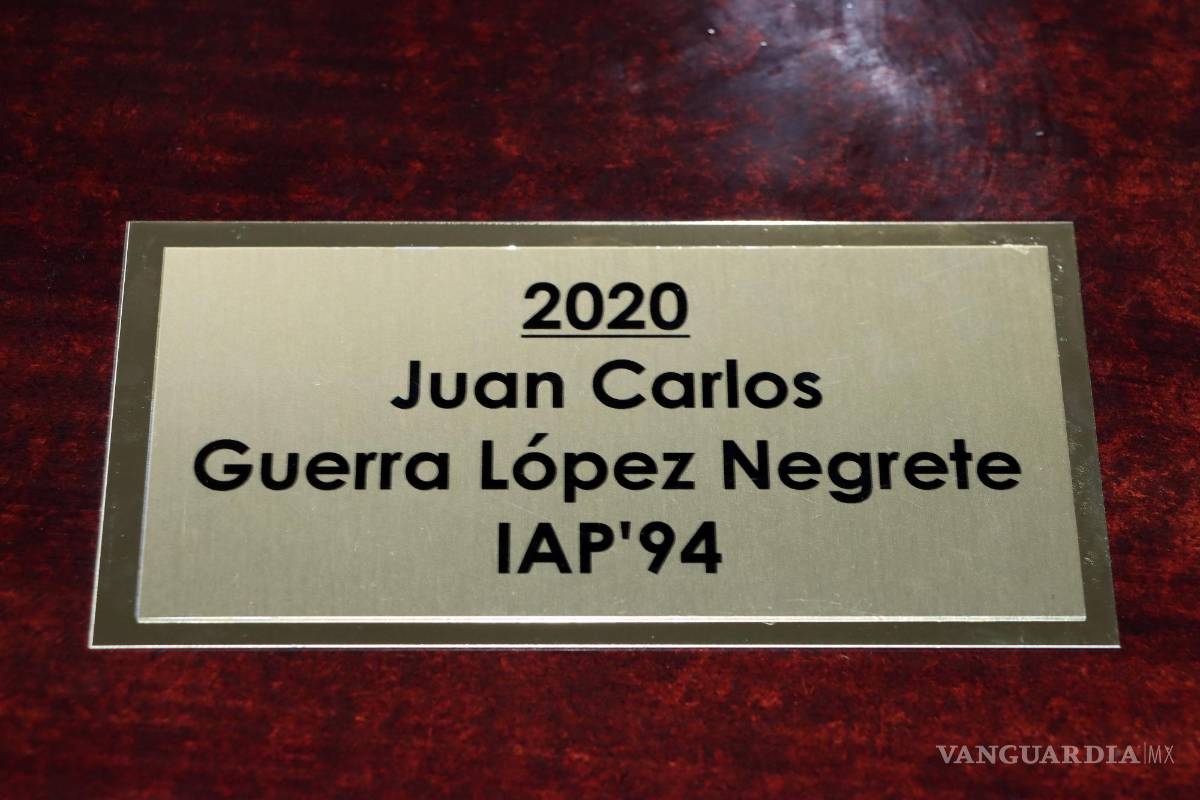 2020
Juan Carlos
Guerra López Negrete
IAP'94
VANGUARDIA|MX